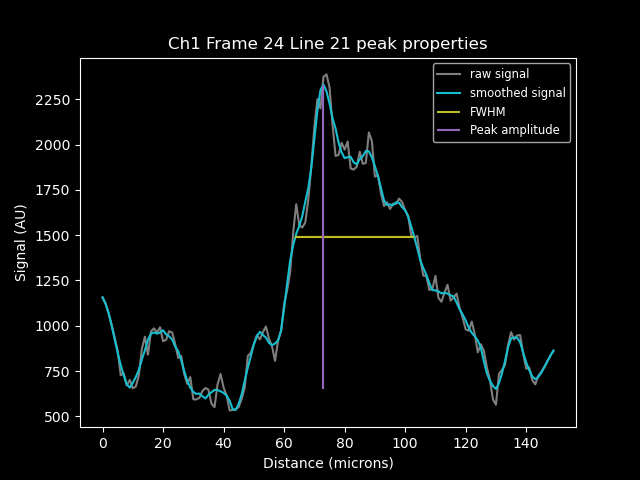 Ch1 Frame 24 Line 21 peak properties
raw signal
smoothed signal
FWHM
Peak amplitude
Signal (AU)
2250
2000
1750
1500
1250
1000
750
500
0 20 40 60 80 100 120 140
Distance (microns)